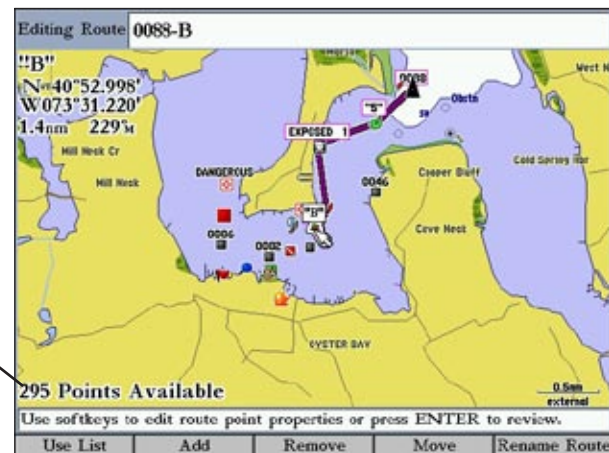 Editing Route 0088-B
"B"
N 40°52.998'
W073°31.220'
1.4nm 229°M
West N
0008
"5"
Obstn
EXPOSED 1
Mill Neck Cr
Mill Neck
DANGEROUS
Cooper Bluff
Cold Spring Har
0046
"B"
Cove Neck
0006
0002
OYSTER BAY
295 Points Available
0.5nm
external
Use softkeys to edit route point properties or press ENTER to review.
Use List Add Remove Move Rename Route